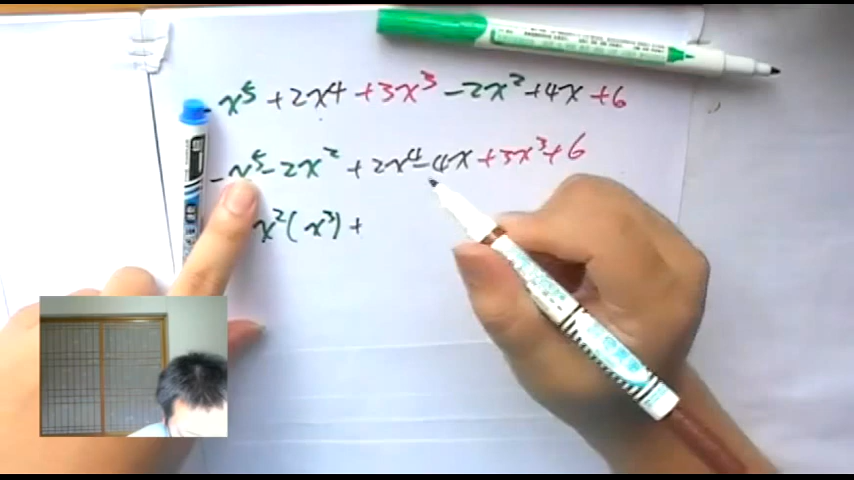 -x⁵ + 2x⁴ + 3x³ - 2x² + 4x + 6
-x⁵ - 2x² + 2x⁴ - 4x + 3x³ + 6
x²(x³) +